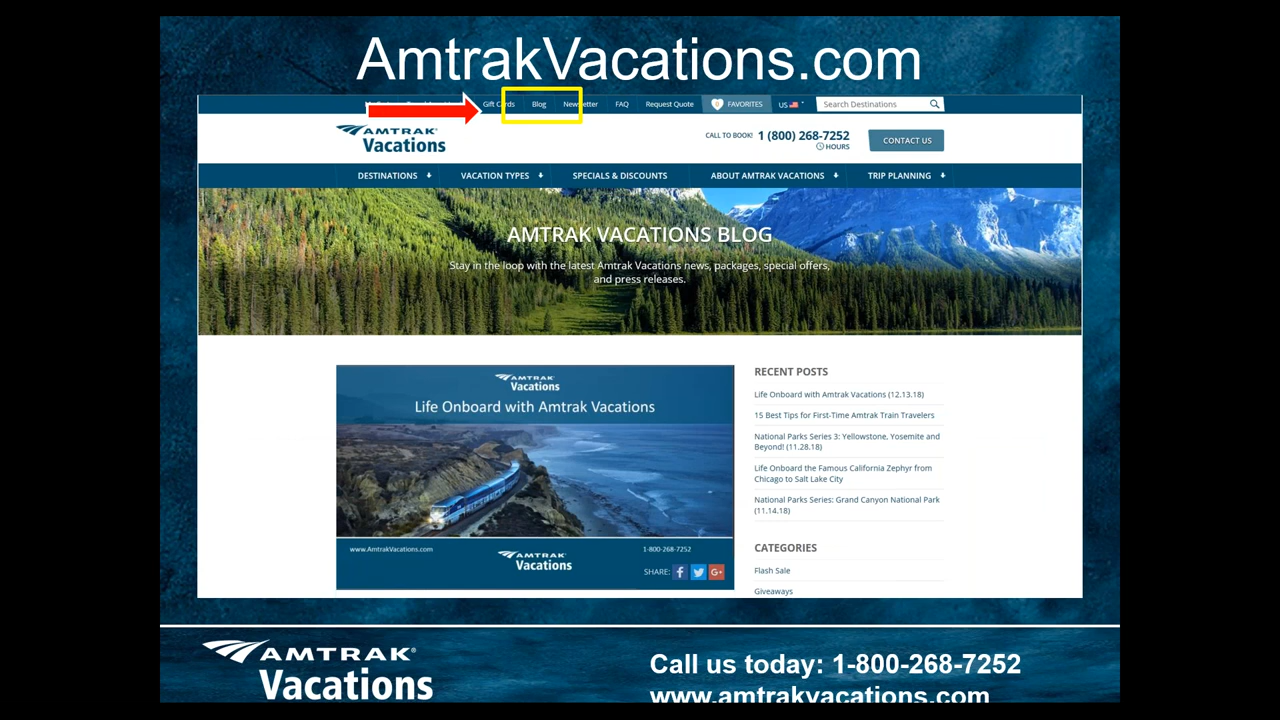 AmtrakVacations.com
Gift Cards Blog Newsletter FAQ Request Quote 0 FAVORITES US Search Destinations
AMTRAK
Vacations
CALL TO BOOK! 1 (800) 268-7252
HOURS
CONTACT US
DESTINATIONS VACATION TYPES SPECIALS & DISCOUNTS ABOUT AMTRAK VACATIONS TRIP PLANNING
AMTRAK VACATIONS BLOG
Stay in the loop with the latest Amtrak Vacations news, packages, special offers,
and press releases.
AMTRAK
Vacations
Life Onboard with Amtrak Vacations
www.AmtrakVacations.com
AMTRAK
Vacations
1-800-268-7252
SHARE: f G+
RECENT POSTS
Life Onboard with Amtrak Vacations (12.13.18)
15 Best Tips for First-Time Amtrak Train Travelers
National Parks Series 3: Yellowstone, Yosemite and
Beyond! (11.28.18)
Life Onboard the Famous California Zephyr from
Chicago to Salt Lake City
National Parks Series: Grand Canyon National Park
(11.14.18)
CATEGORIES
Flash Sale
Giveaways
AMTRAK®
Vacations
Call us today: 1-800-268-7252
www.amtrakvacations.com